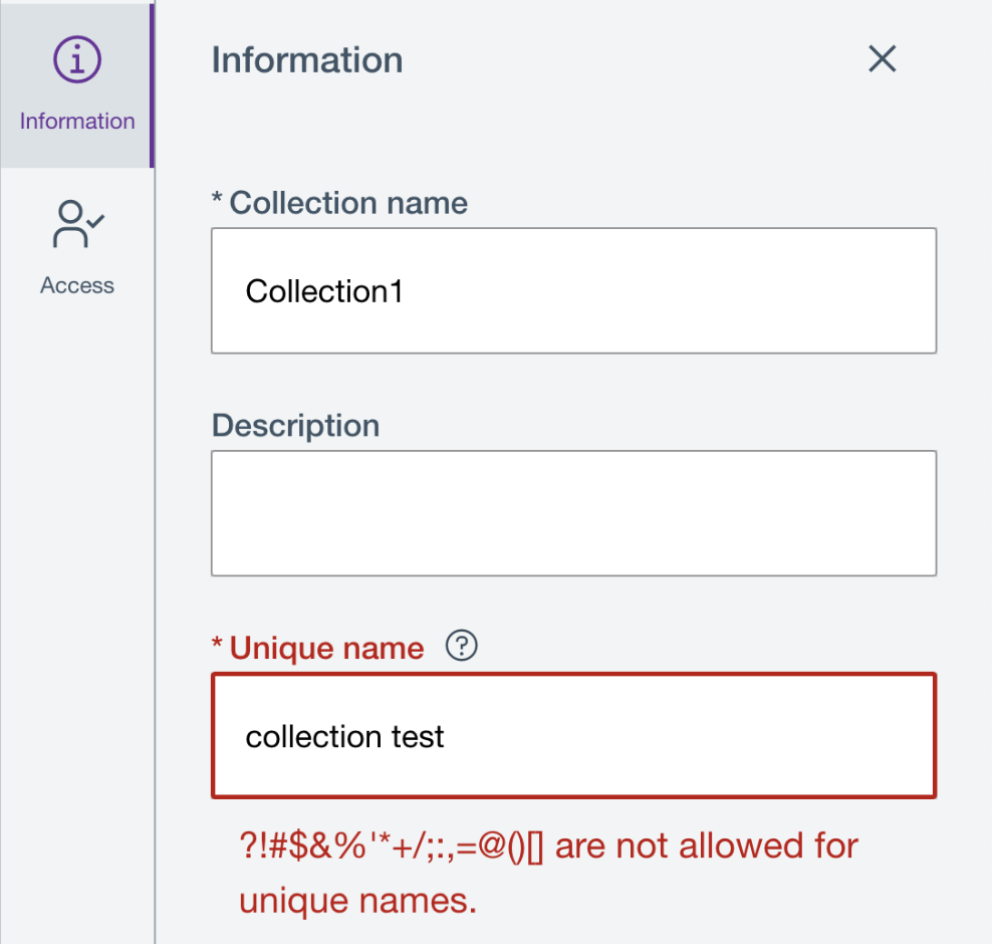 Information
Information
Access
* Collection name
Collection1
Description
* Unique name ?
collection test
?!#$&%'*+/;:,=@()[] are not allowed for
unique names.